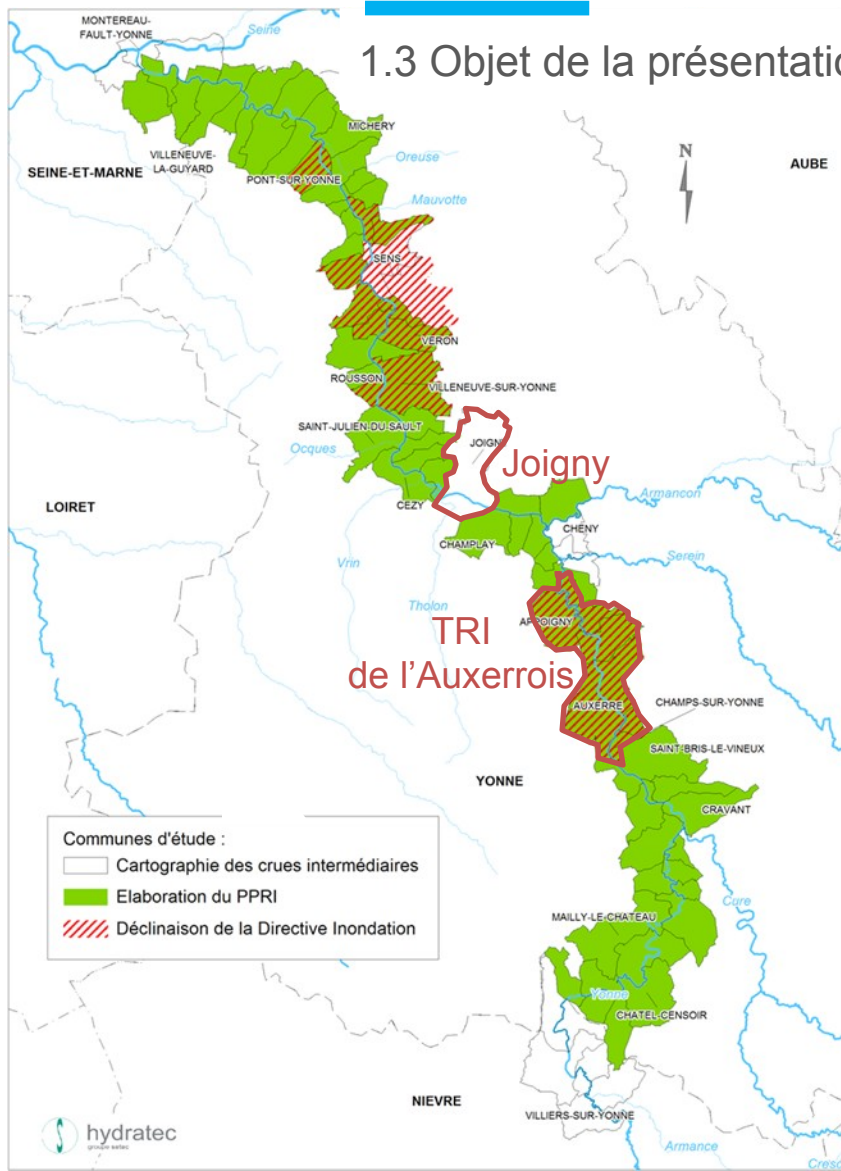 1.3 Objet de la présentatio
MONTEREAU-
FAULT-YONNE
Seine
MICHERY
VILLENEUVE-
LA-GUYARD
SEINE-ET-MARNE
PONT-SUR-YONNE
Oreuse
Mauvotte
N
AUBE
SENS
VERON
ROUSSON
VILLENEUVE-SUR-YONNE
SAINT-JULIEN-DU-SAULT
JOIGNY
Joigny
Ocques
LOIRET
CEZY
Armancon
CHENY
CHAMPLAY
Serein
Vrin
Tholon
TRI
de l'Auxerrois
APPOIGNY
AUXERRE
CHAMPS-SUR-YONNE
SAINT-BRIS-LE-VINEUX
YONNE
CRAVANT
Communes d'étude :
Cartographie des crues intermédiaires
Elaboration du PPRI
Déclinaison de la Directive Inondation
MAILLY-LE-CHATEAU
Cure
Yonne
CHATEL-CENSOIR
NIEVRE
VILLIERS-SUR-YONNE
hydratec
groupe setec
Armance
Creso